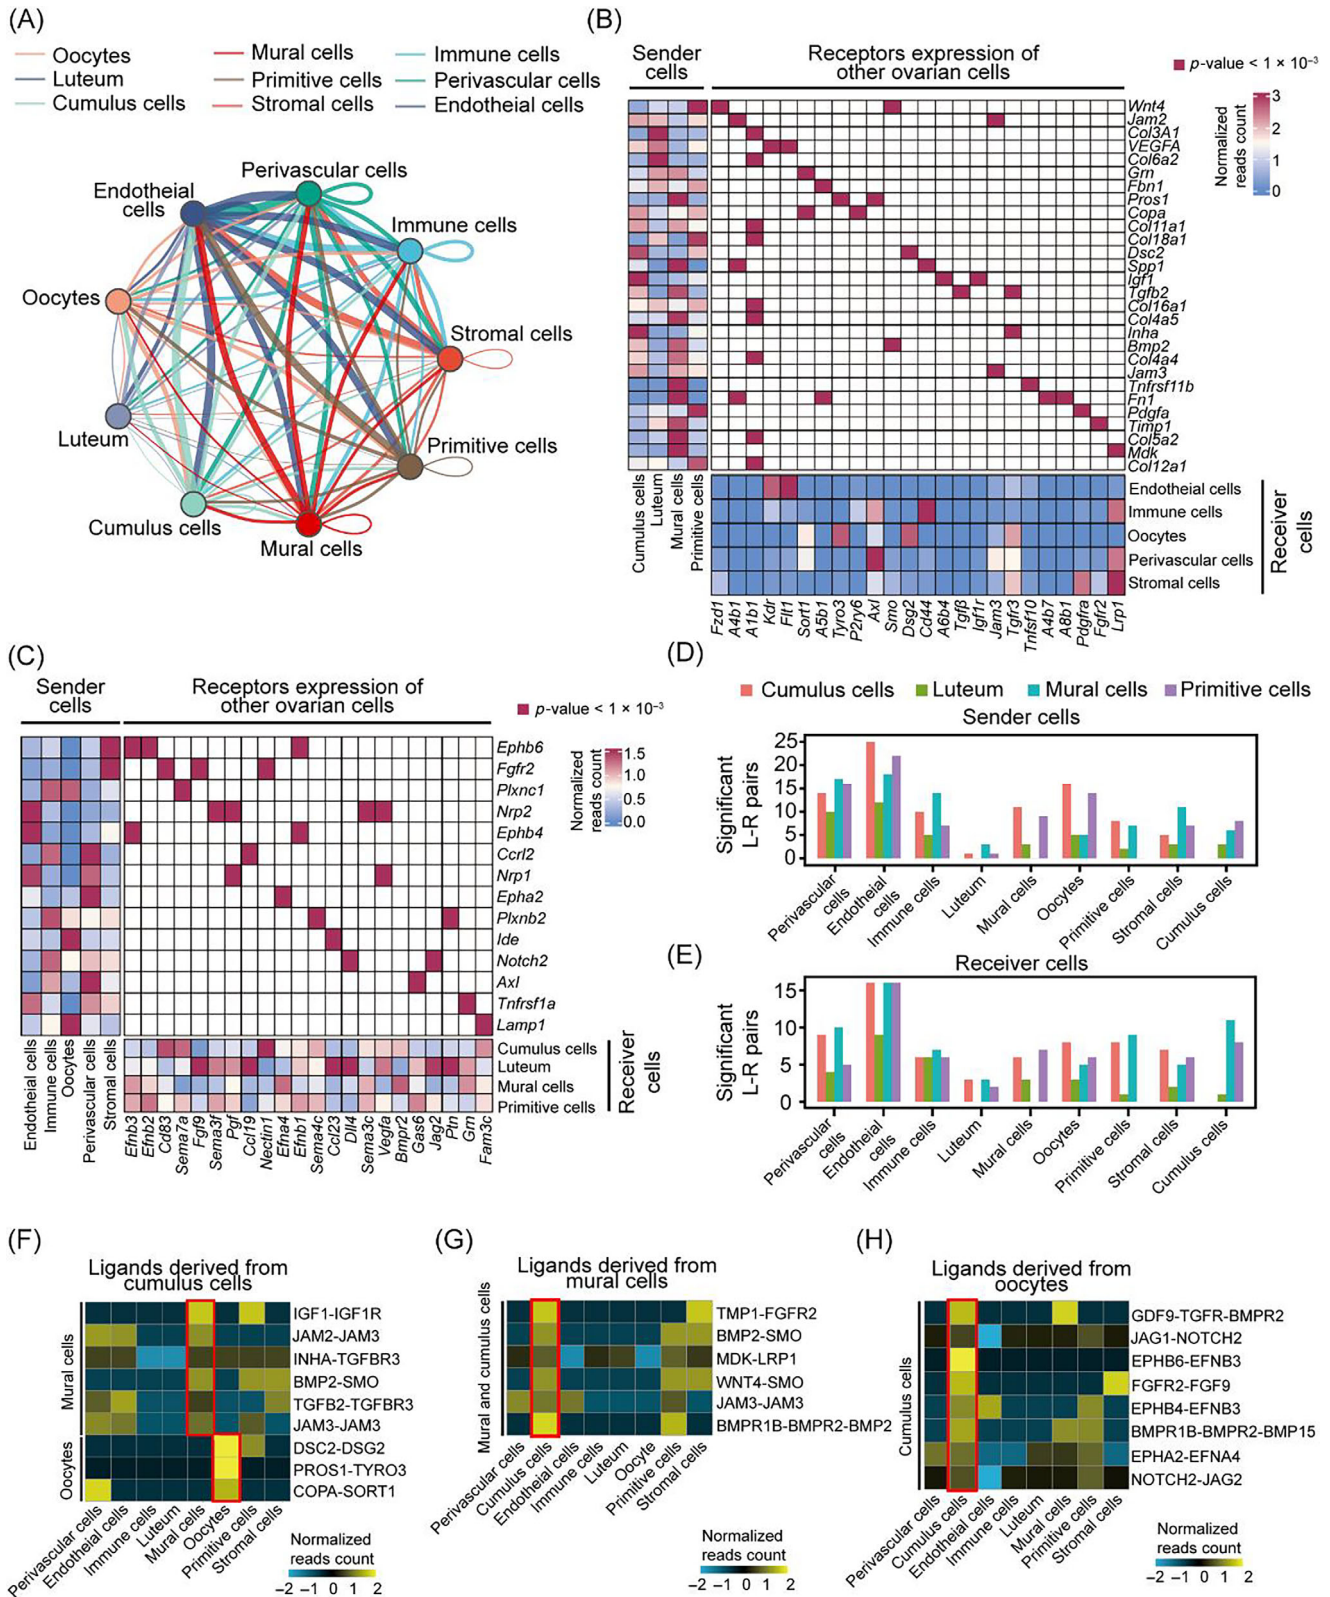 (A)
Oocytes
Luteum
Cumulus cells
Mural cells
Primitive cells
Stromal cells
Immune cells
Perivascular cells
Endotheial cells
Perivascular cells
Endotheial
cells
Immune cells
Oocytes
Stromal cells
Luteum
Primitive cells
Cumulus cells
Mural cells
(B)
Sender
cells
Receptors expression of
other ovarian cells
p-value < 1 × 10⁻³
Normalized
reads count
3
2
1
0
Wnt4
Jam2
Col3A1
VEGFA
Col6a2
Grn
Fbn1
Pros1
Copa
Col11a1
Col18a1
Dsc2
Spp1
Igf1
Tgfb2
Col16a1
Col4a5
Inha
Bmp2
Col4a4
Jam3
Tnfrsf11b
Fn1
Pdgfa
Timp1
Col5a2
Mdk
Col12a1
Cumulus cells
Luteum
Mural cells
Primitive cells
Endotheial cells
Immune cells
Oocytes
Perivascular cells
Stromal cells
Receiver
cells
Fzd1
A4b1
A1b1
Kdr
Flt1
Sort1
A5b1
Tyro3
P2ry6
Axl
Smo
Dsg2
Cd44
A6b4
Tgfβ
Igf1r
Jam3
Tgfr3
Tnfsf10
A4b7
A8b1
Pdgfra
Fgfr2
Lrp1
(C)
Sender
cells
Receptors expression of
other ovarian cells
p-value < 1 × 10⁻³
Normalized
reads count
1.5
1.0
0.5
0.0
Ephb6
Fgfr2
Plxnc1
Nrp2
Ephb4
Ccrl2
Nrp1
Epha2
Plxnb2
Ide
Notch2
Axl
Tnfrsf1a
Lamp1
Endotheial cells
Immune cells
Oocytes
Perivascular cells
Stromal cells
Cumulus cells
Luteum
Mural cells
Primitive cells
Receiver
cells
Efnb3
Efnb2
Cd83
Sema7a
Fgf9
Sema3f
Pgf
Ccl19
Nectin1
Efna4
Efnb1
Sema4c
Ccl23
Dll4
Sema3c
Vegfa
Bmpr2
Gas6
Jag2
Ptn
Grn
Fam3c
(D)
Cumulus cells
Luteum
Mural cells
Primitive cells
Sender cells
Significant
L-R pairs
25
20
15
10
5
0
Perivascular
cells
Endotheial
cells
Immune cells
Luteum
Mural cells
Oocytes
Primitive cells
Stromal cells
Cumulus cells
(E)
Receiver cells
Significant
L-R pairs
15
10
5
0
Perivascular
cells
Endotheial
cells
Immune cells
Luteum
Mural cells
Oocytes
Primitive cells
Stromal cells
Cumulus cells
(F)
Ligands derived from
cumulus cells
Mural cells
Oocytes
IGF1-IGF1R
JAM2-JAM3
INHA-TGFBR3
BMP2-SMO
TGFB2-TGFBR3
JAM3-JAM3
DSC2-DSG2
PROS1-TYRO3
COPA-SORT1
Perivascular cells
Endotheial cells
Immune cells
Luteum
Mural cells
Oocytes
Primitive cells
Stromal cells
Normalized
reads count
−2 −1 0 1 2
(G)
Ligands derived from
mural cells
Mural and cumulus cells
TMP1-FGFR2
BMP2-SMO
MDK-LRP1
WNT4-SMO
JAM3-JAM3
BMPR1B-BMPR2-BMP2
Perivascular cells
Cumulus cells
Endotheial cells
Immune cells
Luteum
Oocyte
Primitive cells
Stromal cells
Normalized
reads count
−2 −1 0 1 2
(H)
Ligands derived from
oocytes
Cumulus cells
GDF9-TGFR-BMPR2
JAG1-NOTCH2
EPHB6-EFNB3
FGFR2-FGF9
EPHB4-EFNB3
BMPR1B-BMPR2-BMP15
EPHA2-EFNA4
NOTCH2-JAG2
Perivascular cells
Cumulus cells
Endotheial cells
Immune cells
Luteum
Mural cells
Primitive cells
Stromal cells
Normalized
reads count
−2 −1 0 1 2